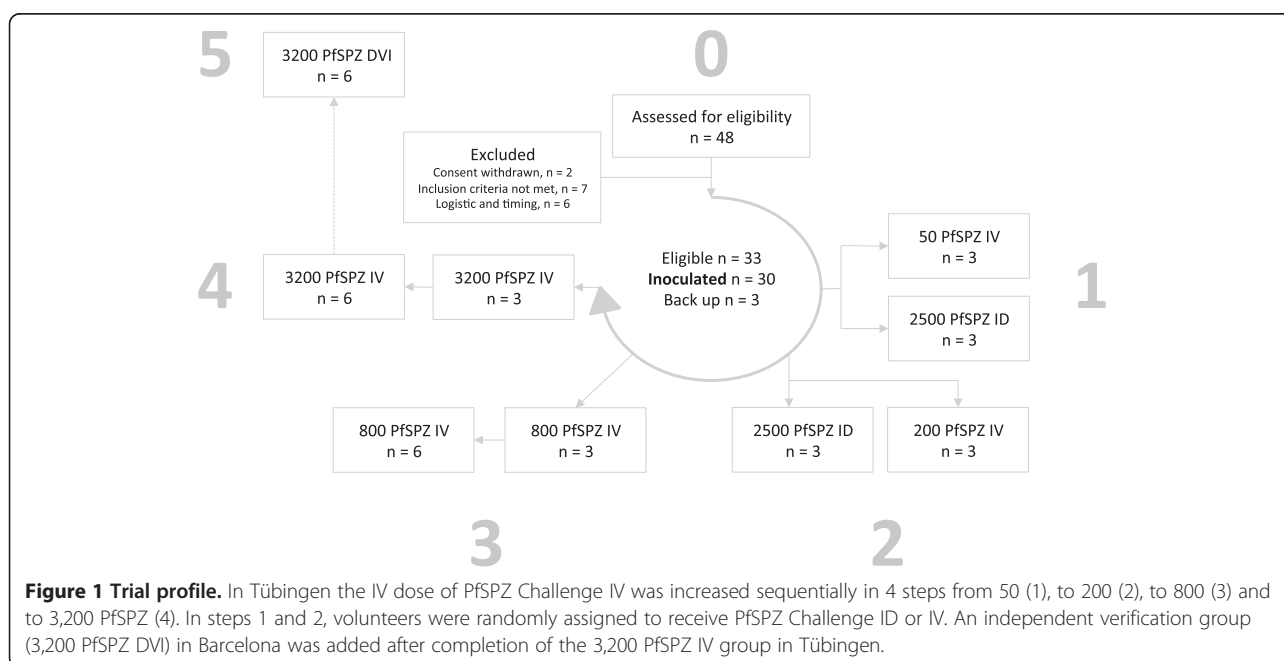 5
3200 PfSPZ DVI
n = 6
0
Assessed for eligibility
n = 48
Excluded
Consent withdrawn, n = 2
Inclusion criteria not met, n = 7
Logistic and timing, n = 6
Eligible n = 33
Inoculated n = 30
Back up n = 3
50 PfSPZ IV
n = 3
1
2500 PfSPZ ID
n = 3
4
3200 PfSPZ IV
n = 6
3200 PfSPZ IV
n = 3
800 PfSPZ IV
n = 6
800 PfSPZ IV
n = 3
2500 PfSPZ ID
n = 3
200 PfSPZ IV
n = 3
3
2
Figure 1 Trial profile. In Tübingen the IV dose of PfSPZ Challenge IV was increased sequentially in 4 steps from 50 (1), to 200 (2), to 800 (3) and
to 3,200 PfSPZ (4). In steps 1 and 2, volunteers were randomly assigned to receive PfSPZ Challenge ID or IV. An independent verification group
(3,200 PfSPZ DVI) in Barcelona was added after completion of the 3,200 PfSPZ IV group in Tübingen.